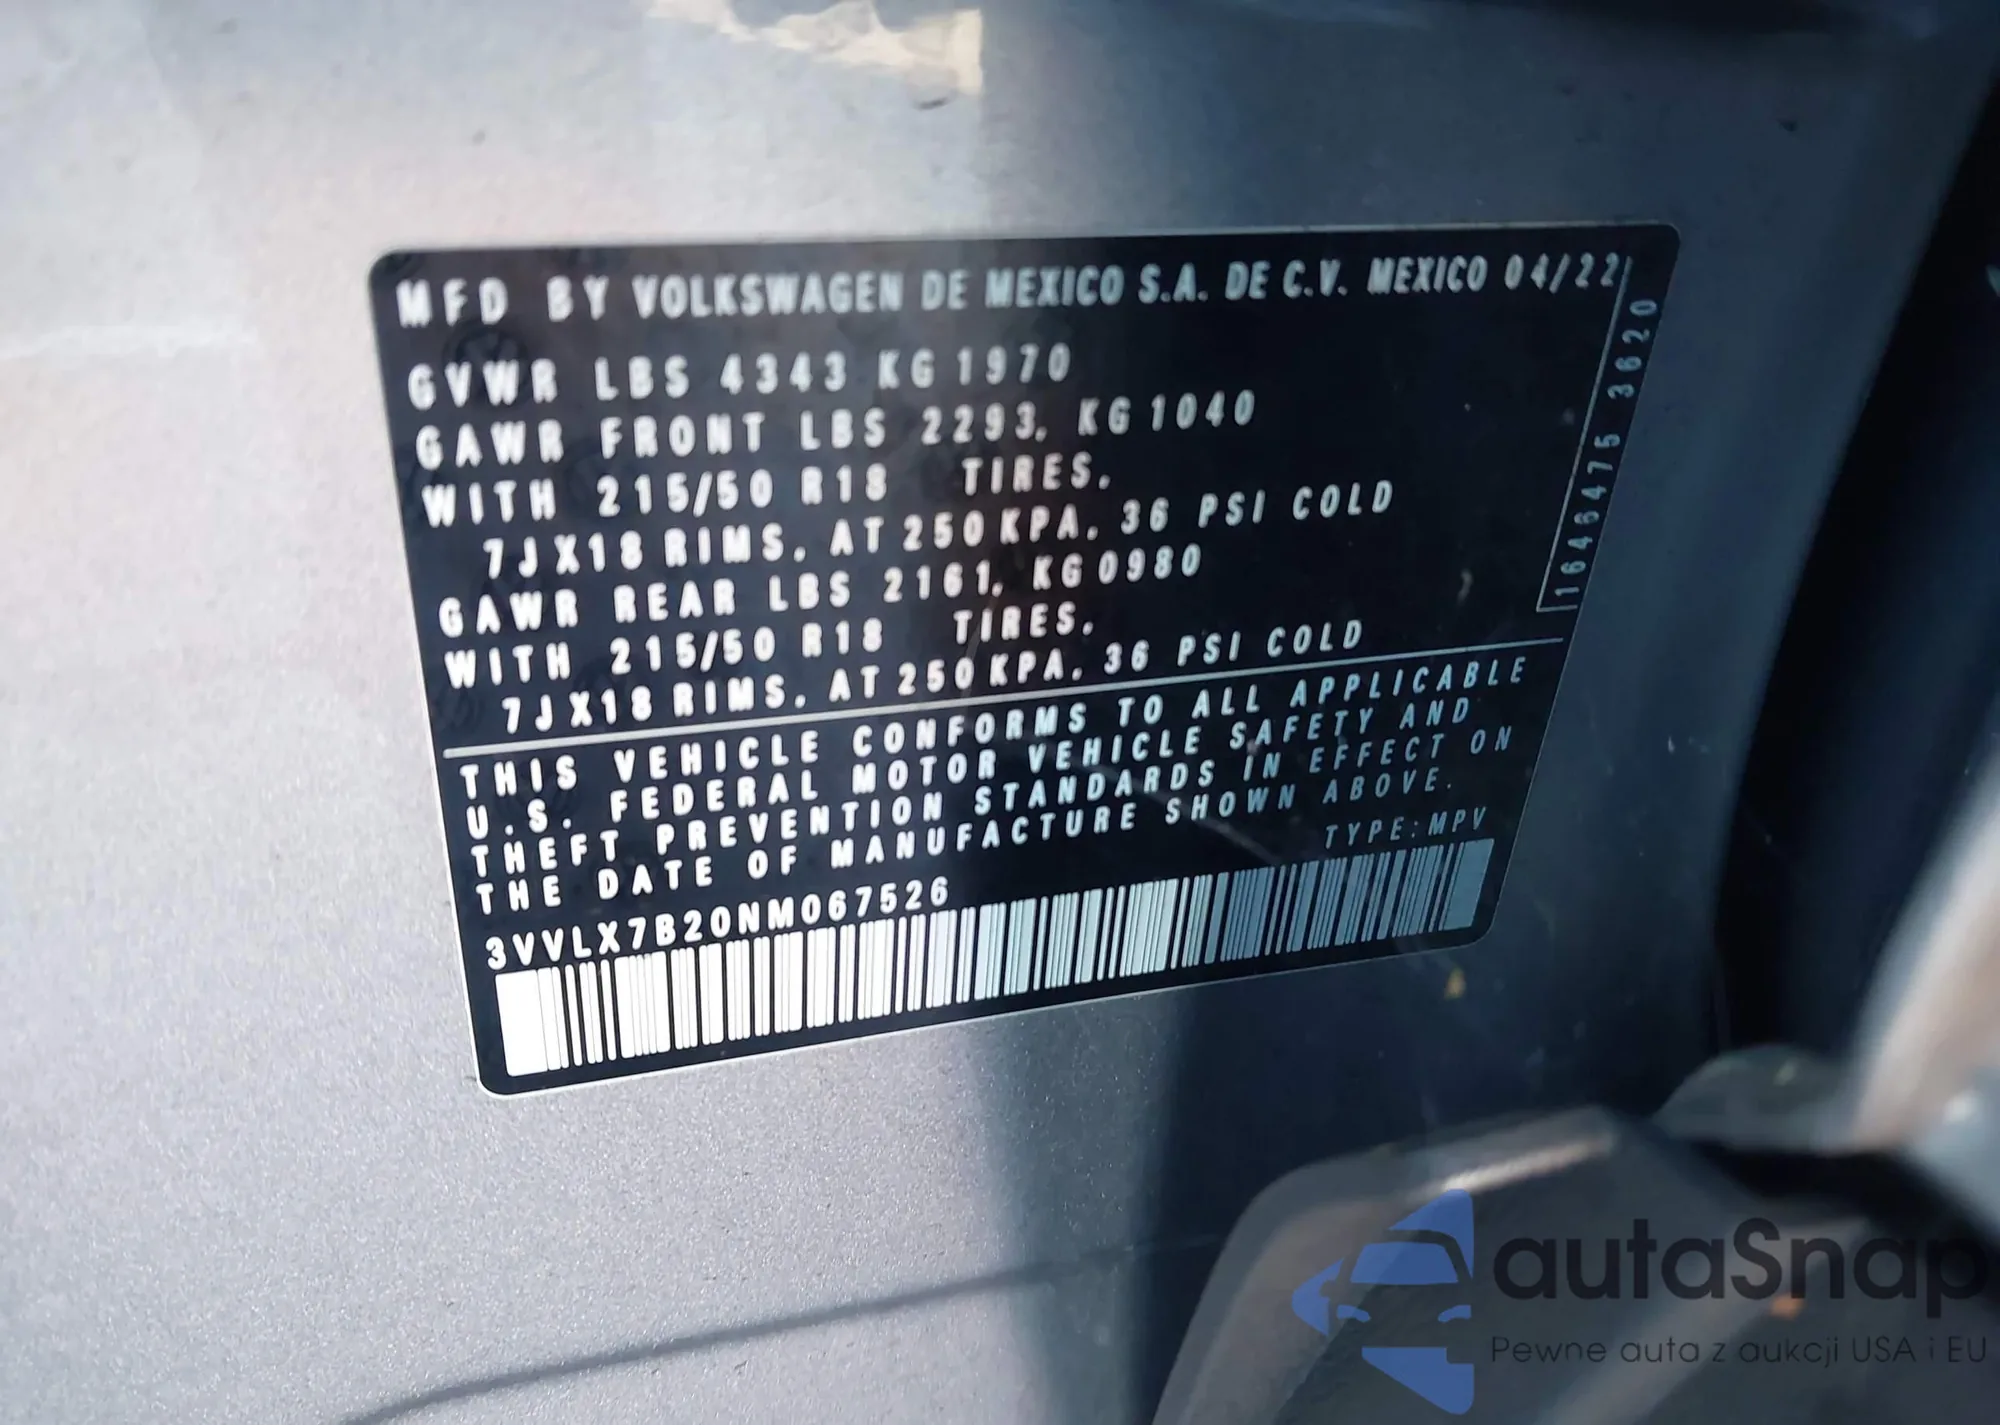 MFD BY VOLKSWAGEN DE MEXICO S.A. DE C.V. MEXICO 04/22
GVWR LBS 4343 KG 1970
GAWR FRONT LBS 2293, KG 1040
WITH 215/50 R18 TIRES,
7JX18 RIMS, AT 250 KPA, 36 PSI COLD
GAWR REAR LBS 2161, KG 0980
WITH 215/50 R18 TIRES,
7JX18 RIMS, AT 250 KPA, 36 PSI COLD
1646475 3620
THIS VEHICLE CONFORMS TO ALL APPLICABLE
U.S. FEDERAL MOTOR VEHICLE SAFETY AND
THEFT PREVENTION STANDARDS IN EFFECT ON
THE DATE OF MANUFACTURE SHOWN ABOVE.
TYPE:MPV
3VVLX7B20NM067526
autaSnap
Pewne auta z aukcji USA i EU